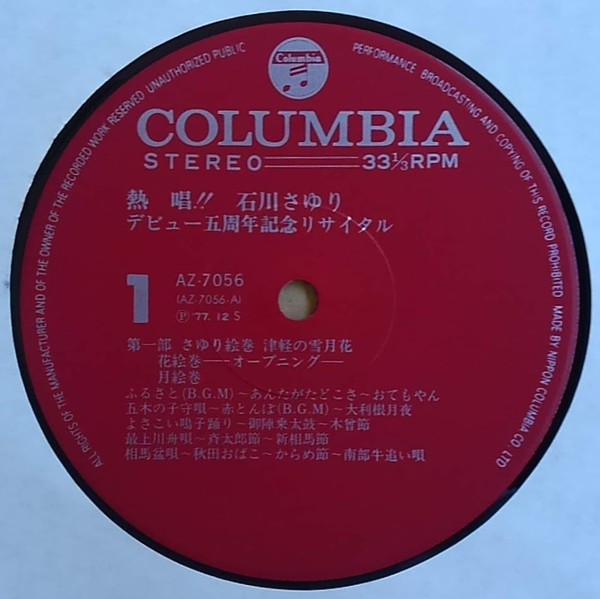 ALL RIGHTS OF THE MANUFACTURER AND OF THE OWNER OF THE RECORDED WORK RESERVED UNAUTHORIZED PUBLIC PERFORMANCE BROADCASTING AND COPYING OF THIS RECORD PROHIBITED MADE BY NIPPON COLUMBIA CO. LTD
Columbia
COLUMBIA
STEREO 33⅓RPM
熱 唱!! 石川さゆり
デビュー五周年記念リサイタル
1
AZ-7056
(AZ-7056-A)
Ⓟ '77. 12 S
第一部 さゆり絵巻 津軽の雪月花
花絵巻──オープニング──
月絵巻
ふるさと(B.G.M)~あんたがたどこさ~おてもやん
五木の子守唄~赤とんぼ(B.G.M)~大利根月夜
よさこい鳴子踊り~御陣乗太鼓~木曾節
最上川舟唄~斉太郎節~新相馬節
相馬盆唄~秋田おばこ~からめ節~南部牛追い唄